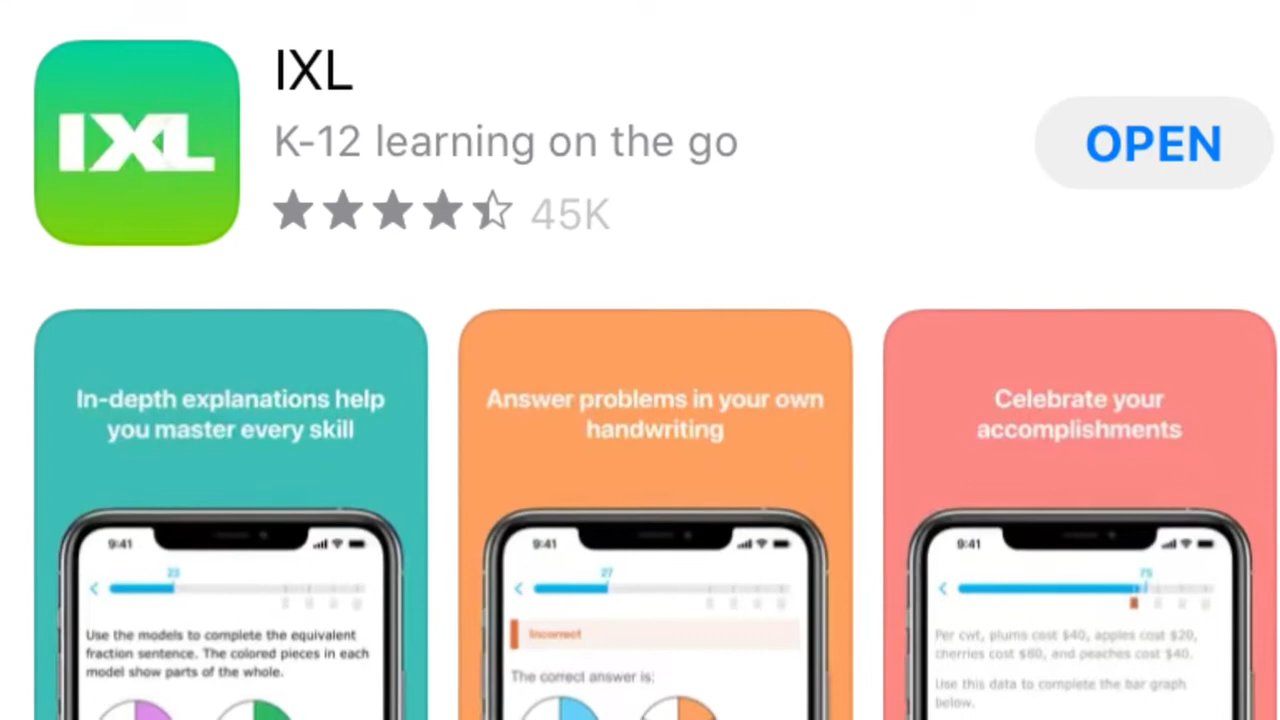 IXL
IXL
K-12 learning on the go
45K
OPEN
In-depth explanations help
you master every skill
9:41
23
Use the models to complete the equivalent
fraction sentence. The colored pieces in each
model show parts of the whole.
Answer problems in your own
handwriting
9:41
27
Incorrect
The correct answer is:
Celebrate your
accomplishments
9:41
75
Per cwt, plums cost $40, apples cost $20,
cherries cost $80, and peaches cost $40.
Use this data to complete the bar graph
below.